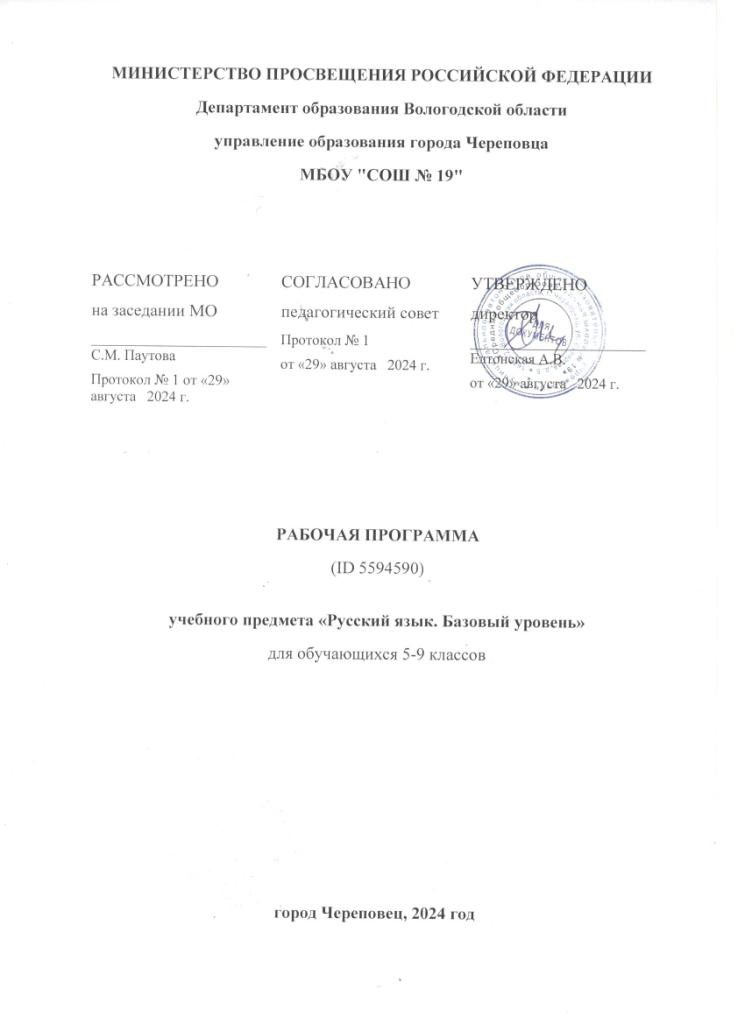 МИНИСТЕРСТВО ПРОСВЕЩЕНИЯ РОССИЙСКОЙ ФЕДЕРАЦИИ
Департамент образования Вологодской области
управление образования города Череповца
МБОУ "СОШ № 19"
РАССМОТРЕНО
на заседании МО
С.М. Паутова
Протокол № 1 от «29»
августа 2024 г.
СОГЛАСОВАНО
педагогический совет
Протокол № 1
от «29» августа 2024 г.
УТВЕРЖДЕНО
директор
Елтонская А.В.
от «29» августа 2024 г.
ДЛЯ
ДОКУМЕНТОВ
РАБОЧАЯ ПРОГРАММА
(ID 5594590)
учебного предмета «Русский язык. Базовый уровень»
для обучающихся 5-9 классов
город Череповец, 2024 год